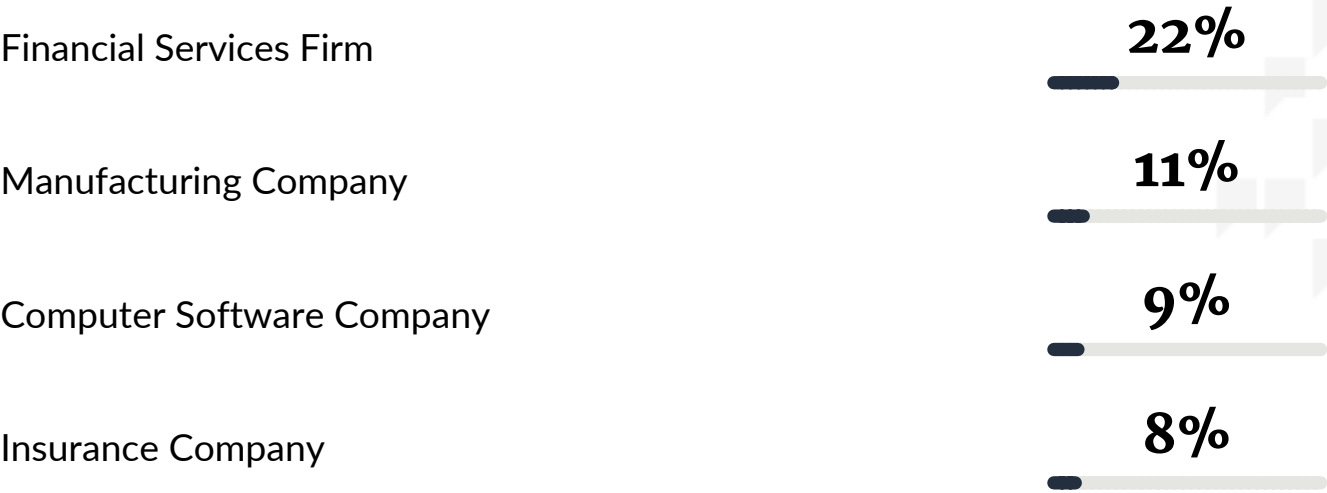 Financial Services Firm 22%
Manufacturing Company 11%
Computer Software Company 9%
Insurance Company 8%